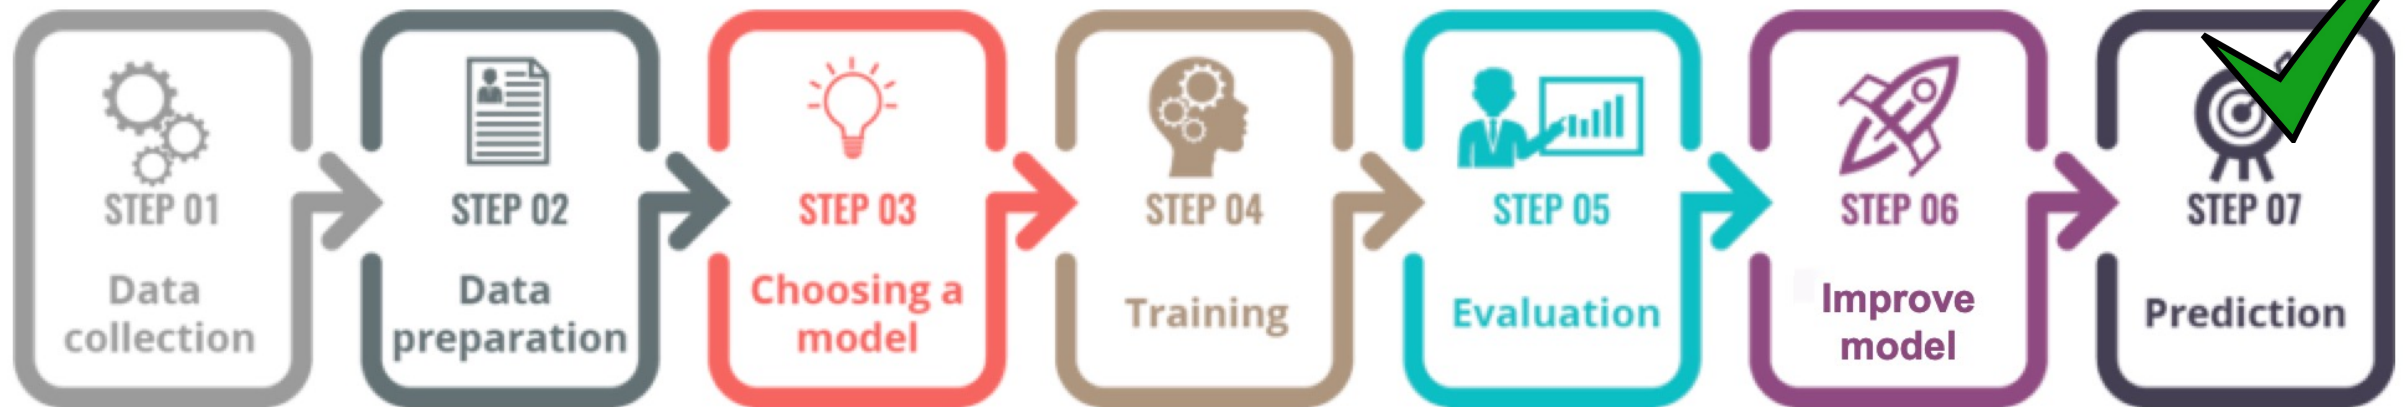 STEP 01
Data
collection
STEP 02
Data
preparation
STEP 03
Choosing a
model
STEP 04
Training
STEP 05
Evaluation
STEP 06
Improve
model
STEP 07
Prediction